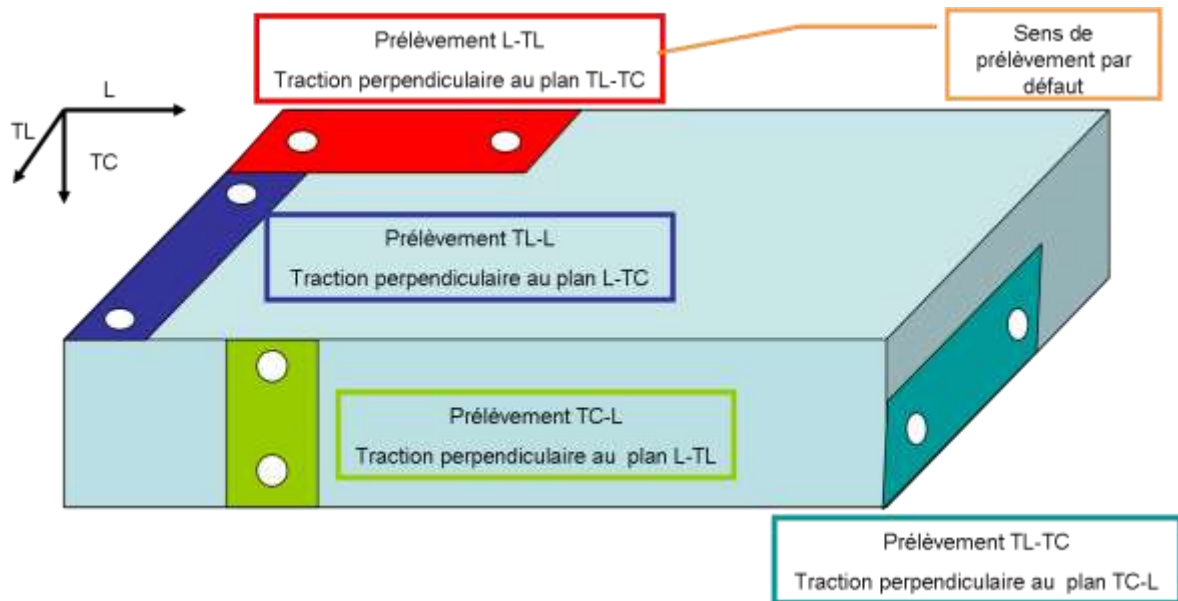 Prélèvement L-TL
Traction perpendiculaire au plan TL-TC
Sens de
prélèvement par
défaut
L
TL
TC
Prélèvement TL-L
Traction perpendiculaire au plan L-TC
Prélèvement TC-L
Traction perpendiculaire au plan L-TL
Prélèvement TL-TC
Traction perpendiculaire au plan TC-L